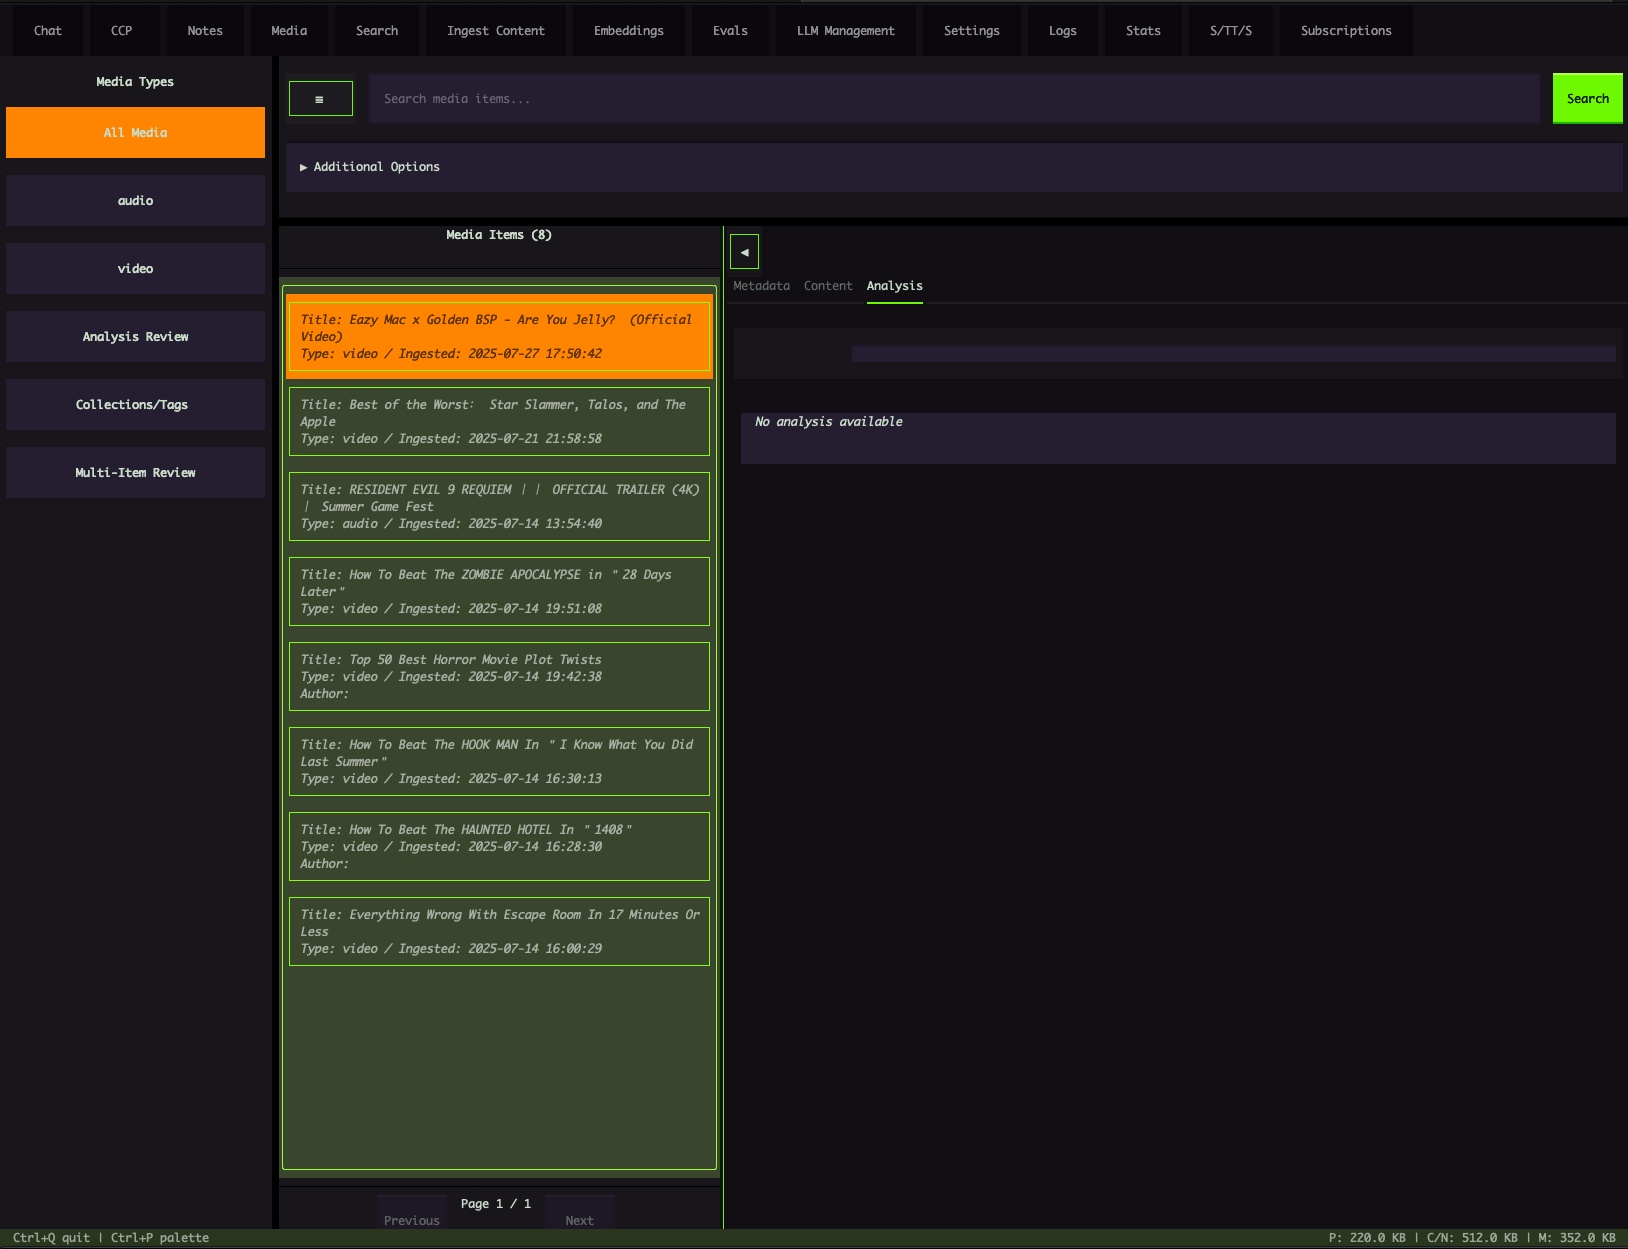 Chat CCP Notes Media Search Ingest Content Embeddings Evals LLM Management Settings Logs Stats S/TT/S Subscriptions
Media Types
All Media
audio
video
Analysis Review
Collections/Tags
Multi-Item Review
≡ Search media items... Search
▶ Additional Options
Media Items (8)
Title: Eazy Mac x Golden BSP - Are You Jelly? (Official
Video)
Type: video / Ingested: 2025-07-27 17:50:42
Title: Best of the Worst： Star Slammer, Talos, and The
Apple
Type: video / Ingested: 2025-07-21 21:58:58
Title: RESIDENT EVIL 9 REQUIEM ｜｜ OFFICIAL TRAILER (4K)
｜ Summer Game Fest
Type: audio / Ingested: 2025-07-14 13:54:40
Title: How To Beat The ZOMBIE APOCALYPSE in ＂28 Days
Later＂
Type: video / Ingested: 2025-07-14 19:51:08
Title: Top 50 Best Horror Movie Plot Twists
Type: video / Ingested: 2025-07-14 19:42:38
Author:
Title: How To Beat The HOOK MAN In ＂I Know What You Did
Last Summer＂
Type: video / Ingested: 2025-07-14 16:30:13
Title: How To Beat The HAUNTED HOTEL In ＂1408＂
Type: video / Ingested: 2025-07-14 16:28:30
Author:
Title: Everything Wrong With Escape Room In 17 Minutes Or
Less
Type: video / Ingested: 2025-07-14 16:00:29
Page 1 / 1
Previous Next
◀
Metadata Content Analysis
No analysis available
Ctrl+Q quit | Ctrl+P palette
P: 220.0 KB | C/N: 512.0 KB | M: 352.0 KB